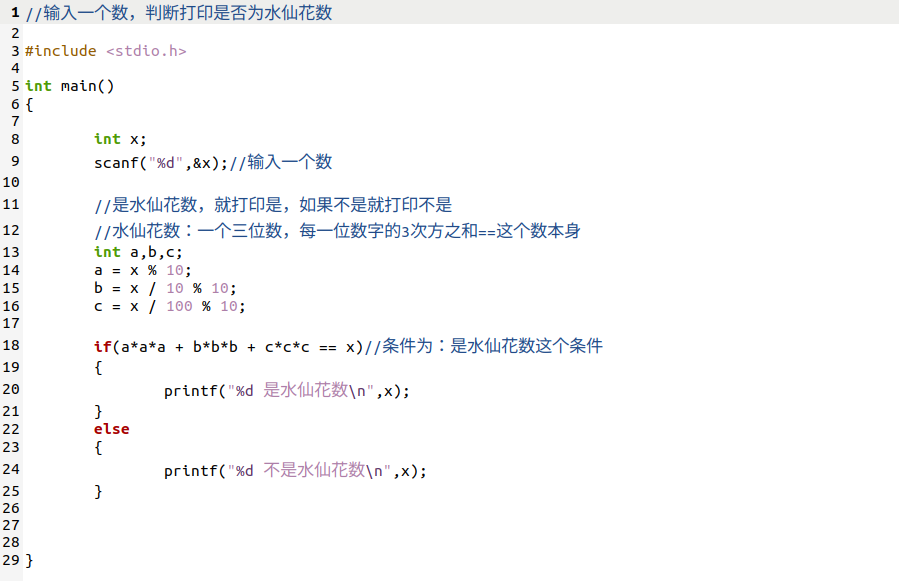 1 //输入一个数，判断打印是否为水仙花数
2
3 #include <stdio.h>
4
5 int main()
6 {
7
8 int x;
9 scanf("%d",&x);//输入一个数
10
11 //是水仙花数，就打印是，如果不是就打印不是
12 //水仙花数：一个三位数，每一位数字的3次方之和==这个数本身
13 int a,b,c;
14 a = x % 10;
15 b = x / 10 % 10;
16 c = x / 100 % 10;
17
18 if(a*a*a + b*b*b + c*c*c == x)//条件为：是水仙花数这个条件
19 {
20 printf("%d 是水仙花数\n",x);
21 }
22 else
23 {
24 printf("%d 不是水仙花数\n",x);
25 }
26
27
28
29 }